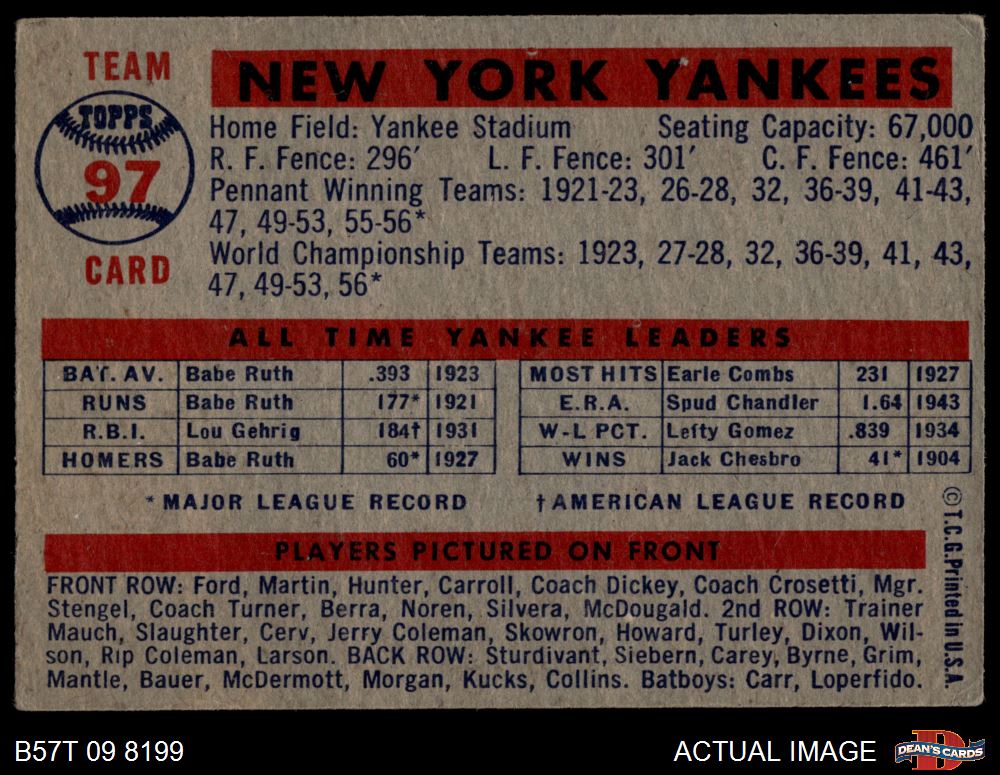 TEAM
TOPPS
97
CARD
NEW YORK YANKEES
Home Field: Yankee Stadium Seating Capacity: 67,000
R. F. Fence: 296′ L. F. Fence: 301′ C. F. Fence: 461′
Pennant Winning Teams: 1921-23, 26-28, 32, 36-39, 41-43,
47, 49-53, 55-56*
World Championship Teams: 1923, 27-28, 32, 36-39, 41, 43,
47, 49-53, 56*
ALL TIME YANKEE LEADERS
BAT. AV. Babe Ruth .393 1923 MOST HITS Earle Combs 231 1927
RUNS Babe Ruth 177* 1921 E.R.A. Spud Chandler 1.64 1943
R.B.I. Lou Gehrig 184† 1931 W-L PCT. Lefty Gomez .839 1934
HOMERS Babe Ruth 60* 1927 WINS Jack Chesbro 41* 1904
*MAJOR LEAGUE RECORD †AMERICAN LEAGUE RECORD
PLAYERS PICTURED ON FRONT
FRONT ROW: Ford, Martin, Hunter, Carroll, Coach Dickey, Coach Crosetti, Mgr.
Stengel, Coach Turner, Berra, Noren, Silvera, McDougald. 2nd ROW: Trainer
Mauch, Slaughter, Cerv, Jerry Coleman, Skowron, Howard, Turley, Dixon, Wil-
son, Rip Coleman, Larson. BACK ROW: Sturdivant, Siebern, Carey, Byrne, Grim,
Mantle, Bauer, McDermott, Morgan, Kucks, Collins. Batboys: Carr, Loperfido.
© T.C.G. Printed in U.S.A.
B57T 09 8199
ACTUAL IMAGE
D
DEAN'S CARDS